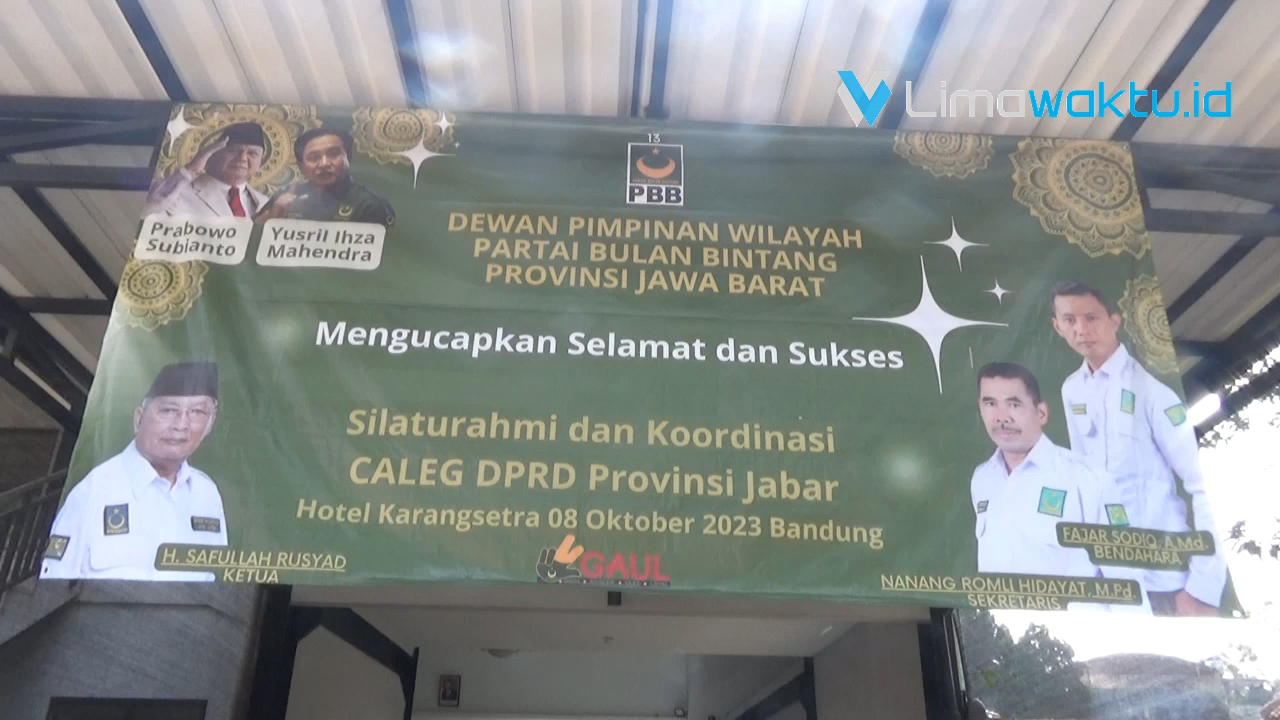 Limawaktu.id
13
PBB
Prabowo
Subianto
Yusril Ihza
Mahendra
DEWAN PIMPINAN WILAYAH
PARTAI BULAN BINTANG
PROVINSI JAWA BARAT
Mengucapkan Selamat dan Sukses
Silaturahmi dan Koordinasi
CALEG DPRD Provinsi Jabar
Hotel Karangsetra 08 Oktober 2023 Bandung
GAUL
H. SAFULLAH RUSYAD
KETUA
FAJAR SODIQ, A.Md
BENDAHARA
NANANG ROMLI HIDAYAT, M.Pd
SEKRETARIS